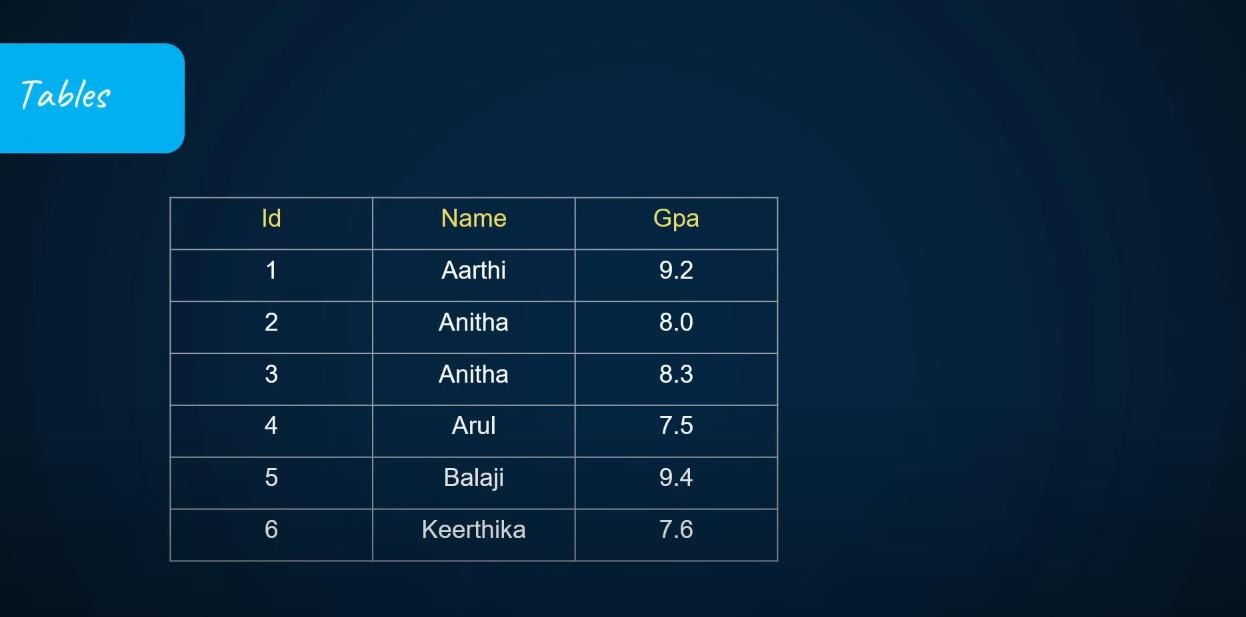 Tables
Id Name Gpa
1 Aarthi 9.2
2 Anitha 8.0
3 Anitha 8.3
4 Arul 7.5
5 Balaji 9.4
6 Keerthika 7.6